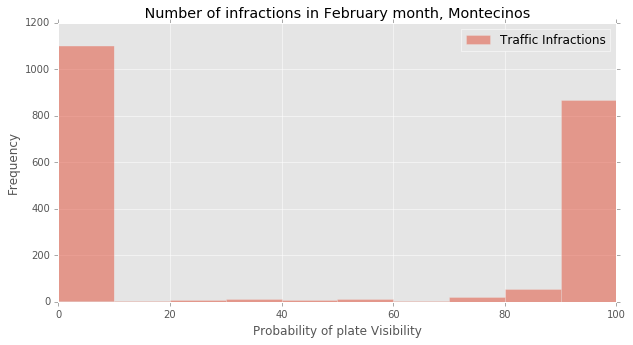 Number of infractions in February month, Montecinos
Traffic Infractions
1200
1000
800
600
400
200
0
0 20 40 60 80 100
Frequency
Probability of plate Visibility